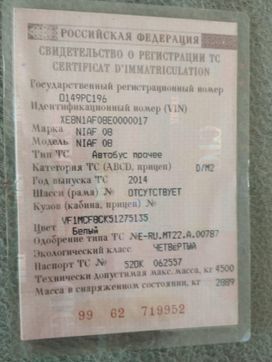 РОССИЙСКАЯ ФЕДЕРАЦИЯ
СВИДЕТЕЛЬСТВО О РЕГИСТРАЦИИ ТС
CERTIFICAT D'IMMATRICULATION
Государственный регистрационный номер
О149РС196
Идентификационный номер (VIN)
XE8N1AF08E0000017
Марка NIAF 08
Модель NIAF 08
Тип ТС Автобус прочее
Категория ТС (ABCD, прицеп) D/M2
Год выпуска ТС 2014
Шасси (рама) № ОТСУТСТВУЕТ
Кузов (кабина, прицеп) №
VF1MCFBCK51275135
Цвет Белый
Одобрение типа ТС №E-RU.MT22.A.00787
Экологический класс ЧЕТВЁРТЫЙ
Паспорт ТС 52ОК 062557
Технически допустимая макс. масса, кг 4500
Масса в снаряженном состоянии, кг 2889
99 62 719952